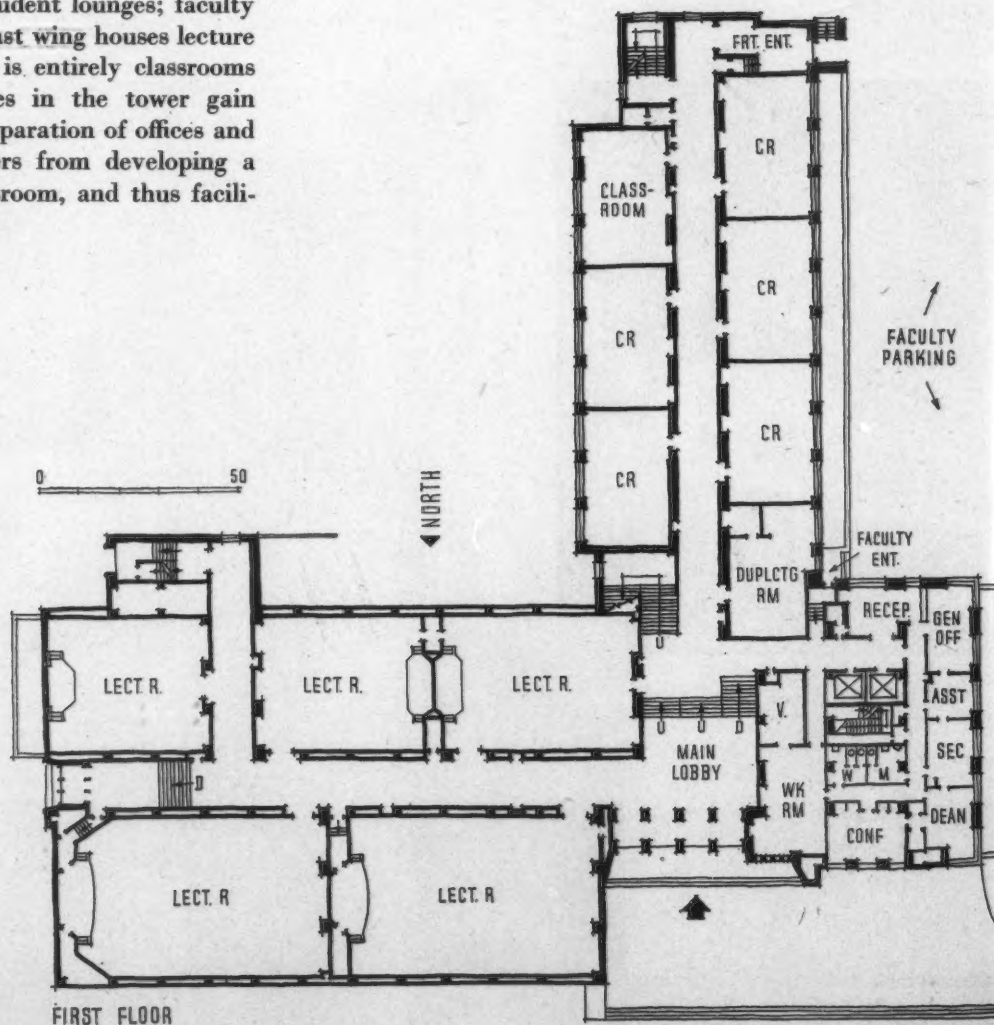 udent lounges; faculty
ast wing houses lecture
is entirely classrooms
es in the tower gain
paration of offices and
ers from developing a
room, and thus facili-
FRT. ENT.
CR
CLASS-
ROOM
CR
CR
FACULTY
PARKING
CR
CR
0 50
NORTH
FACULTY
ENT.
DUPLCTG
RM
RECEP.
GEN
OFF
U
LECT. R.
LECT. R.
LECT. R.
ASST
V.
U
U
D
D
MAIN
LOBBY
SEC
W
M
WK
RM
DEAN
CONF
LECT. R
LECT. R
FIRST FLOOR